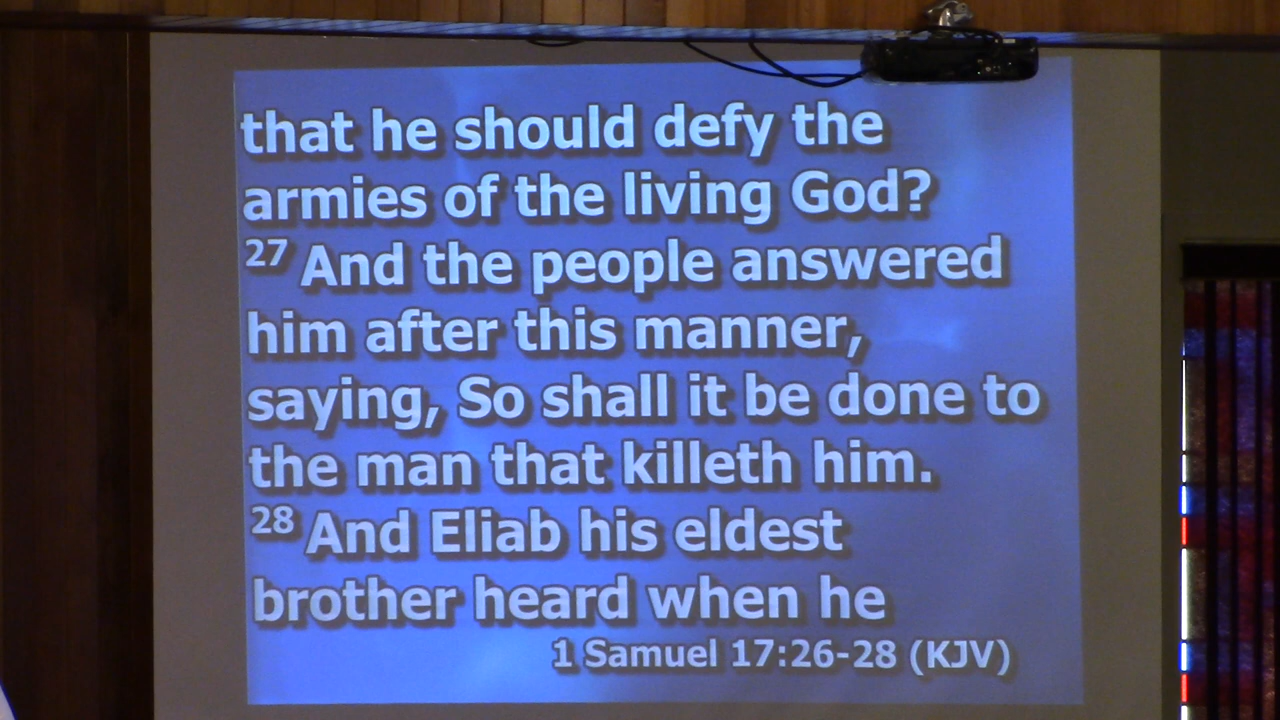 that he should defy the
armies of the living God?
27 And the people answered
him after this manner,
saying, So shall it be done to
the man that killeth him.
28 And Eliab his eldest
brother heard when he
1 Samuel 17:26-28 (KJV)